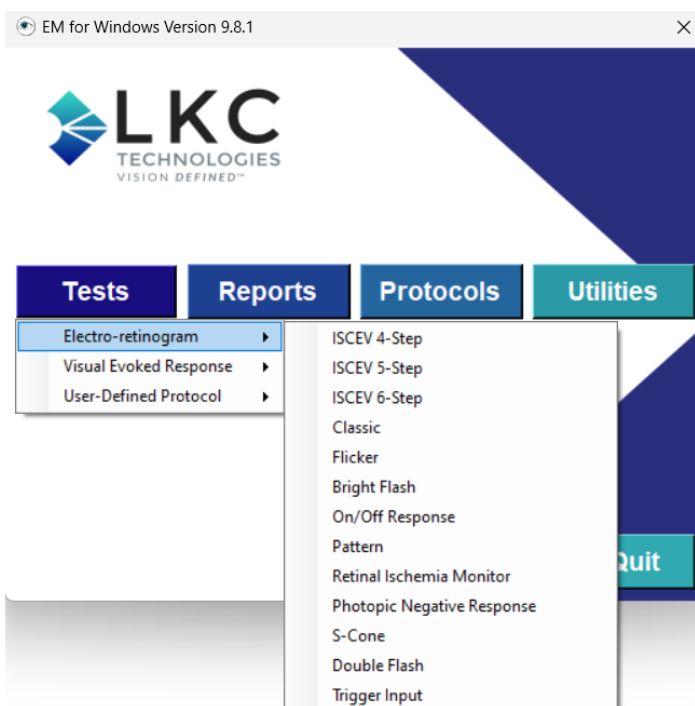 EM for Windows Version 9.8.1
LKC
TECHNOLOGIES
VISION DEFINED™
Tests Reports Protocols Utilities
Electro-retinogram
Visual Evoked Response
User-Defined Protocol
ISCEV 4-Step
ISCEV 5-Step
ISCEV 6-Step
Classic
Flicker
Bright Flash
On/Off Response
Pattern
Retinal Ischemia Monitor
Photopic Negative Response
S-Cone
Double Flash
Trigger Input
Quit